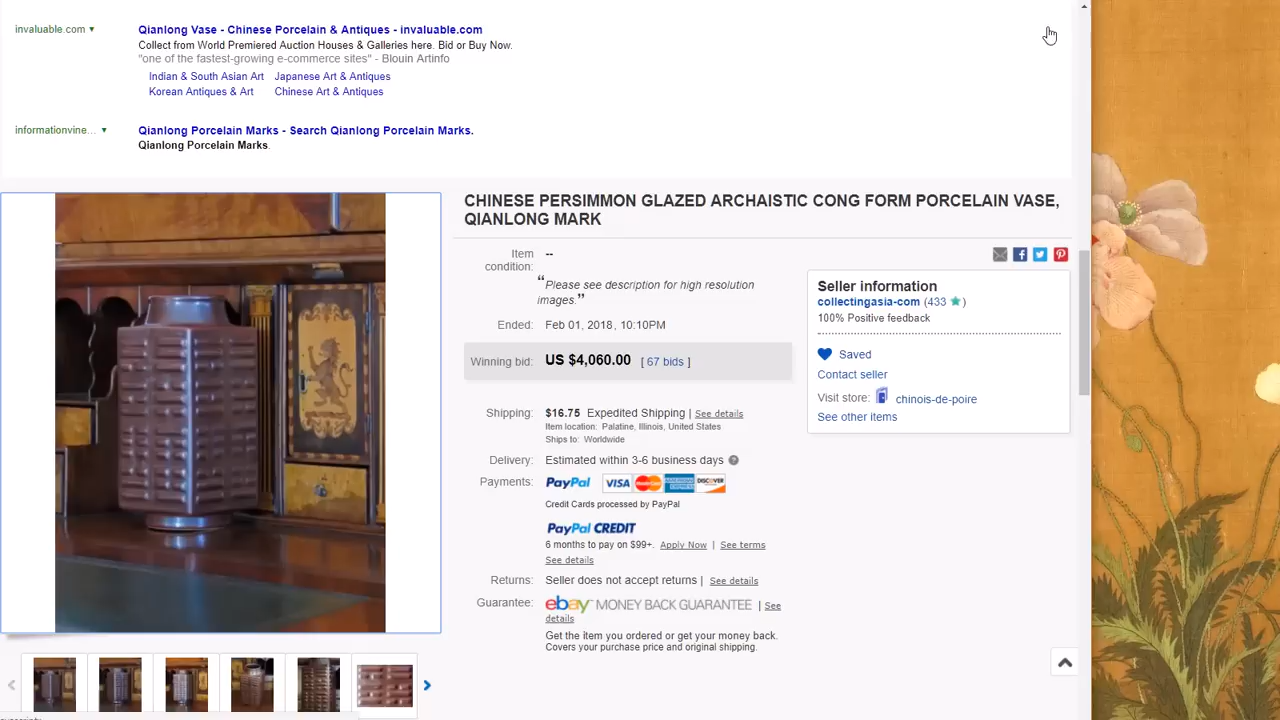 invaluable.com ▼
Qianlong Vase - Chinese Porcelain & Antiques - invaluable.com
Collect from World Premiered Auction Houses & Galleries here. Bid or Buy Now.
"one of the fastest-growing e-commerce sites" - Blouin Artinfo
Indian & South Asian Art Japanese Art & Antiques
Korean Antiques & Art Chinese Art & Antiques
informationvine... ▼
Qianlong Porcelain Marks - Search Qianlong Porcelain Marks.
Qianlong Porcelain Marks.
CHINESE PERSIMMON GLAZED ARCHAISTIC CONG FORM PORCELAIN VASE,
QIANLONG MARK
Item
condition:
--
“Please see description for high resolution
images.”
Ended: Feb 01, 2018 , 10:10PM
Winning bid: US $4,060.00 [ 67 bids ]
Shipping: $16.75 Expedited Shipping | See details
Item location: Palatine, Illinois, United States
Ships to: Worldwide
Delivery: Estimated within 3-6 business days ?
Payments: PayPal VISA MasterCard AMERICAN EXPRESS DISCOVER
Credit Cards processed by PayPal
PayPal CREDIT
6 months to pay on $99+. Apply Now | See terms
See details
Returns: Seller does not accept returns | See details
Guarantee: ebay MONEY BACK GUARANTEE | See
details
Get the item you ordered or get your money back.
Covers your purchase price and original shipping.
Seller information
collectingasia-com (433 ★ )
100% Positive feedback
Saved
Contact seller
Visit store: chinois-de-poire
See other items